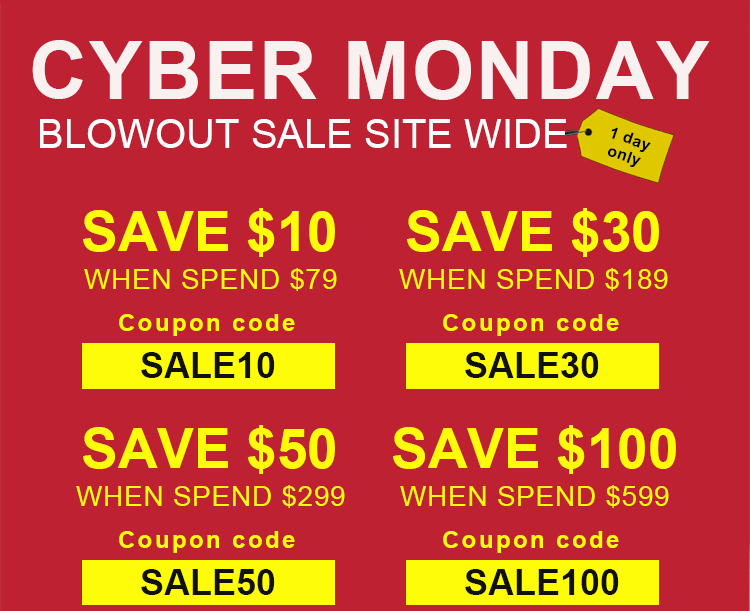 CYBER MONDAY
BLOWOUT SALE SITE WIDE
1 day
only
SAVE $10
WHEN SPEND $79
Coupon code
SALE10
SAVE $30
WHEN SPEND $189
Coupon code
SALE30
SAVE $50
WHEN SPEND $299
Coupon code
SALE50
SAVE $100
WHEN SPEND $599
Coupon code
SALE100